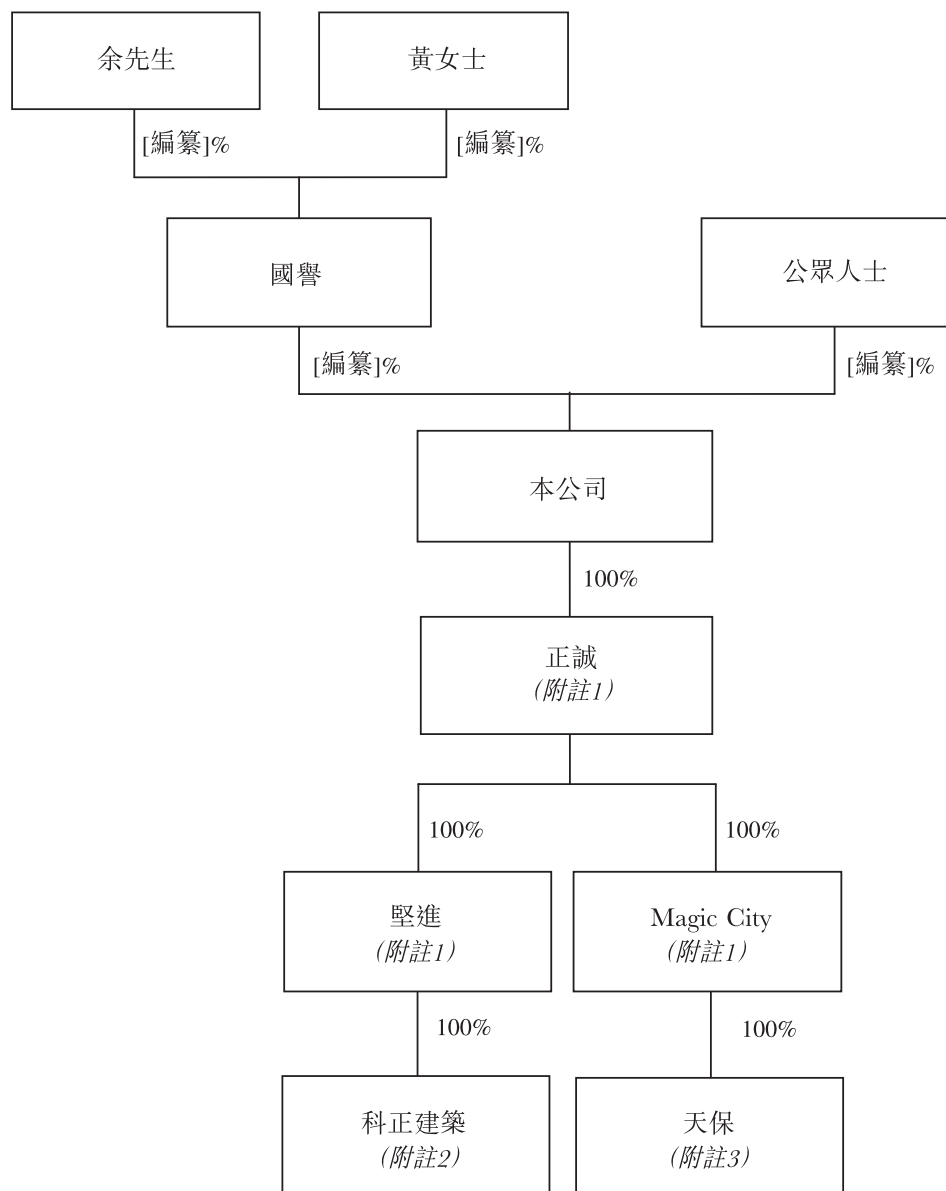 余先生
黃女士
[編纂]%
[編纂]%
國譽
公眾人士
[編纂]%
[編纂]%
本公司
100%
正誠
(附註1)
100%
100%
堅進
(附註1)
Magic City
(附註1)
100%
100%
科正建築
(附註2)
天保
(附註3)